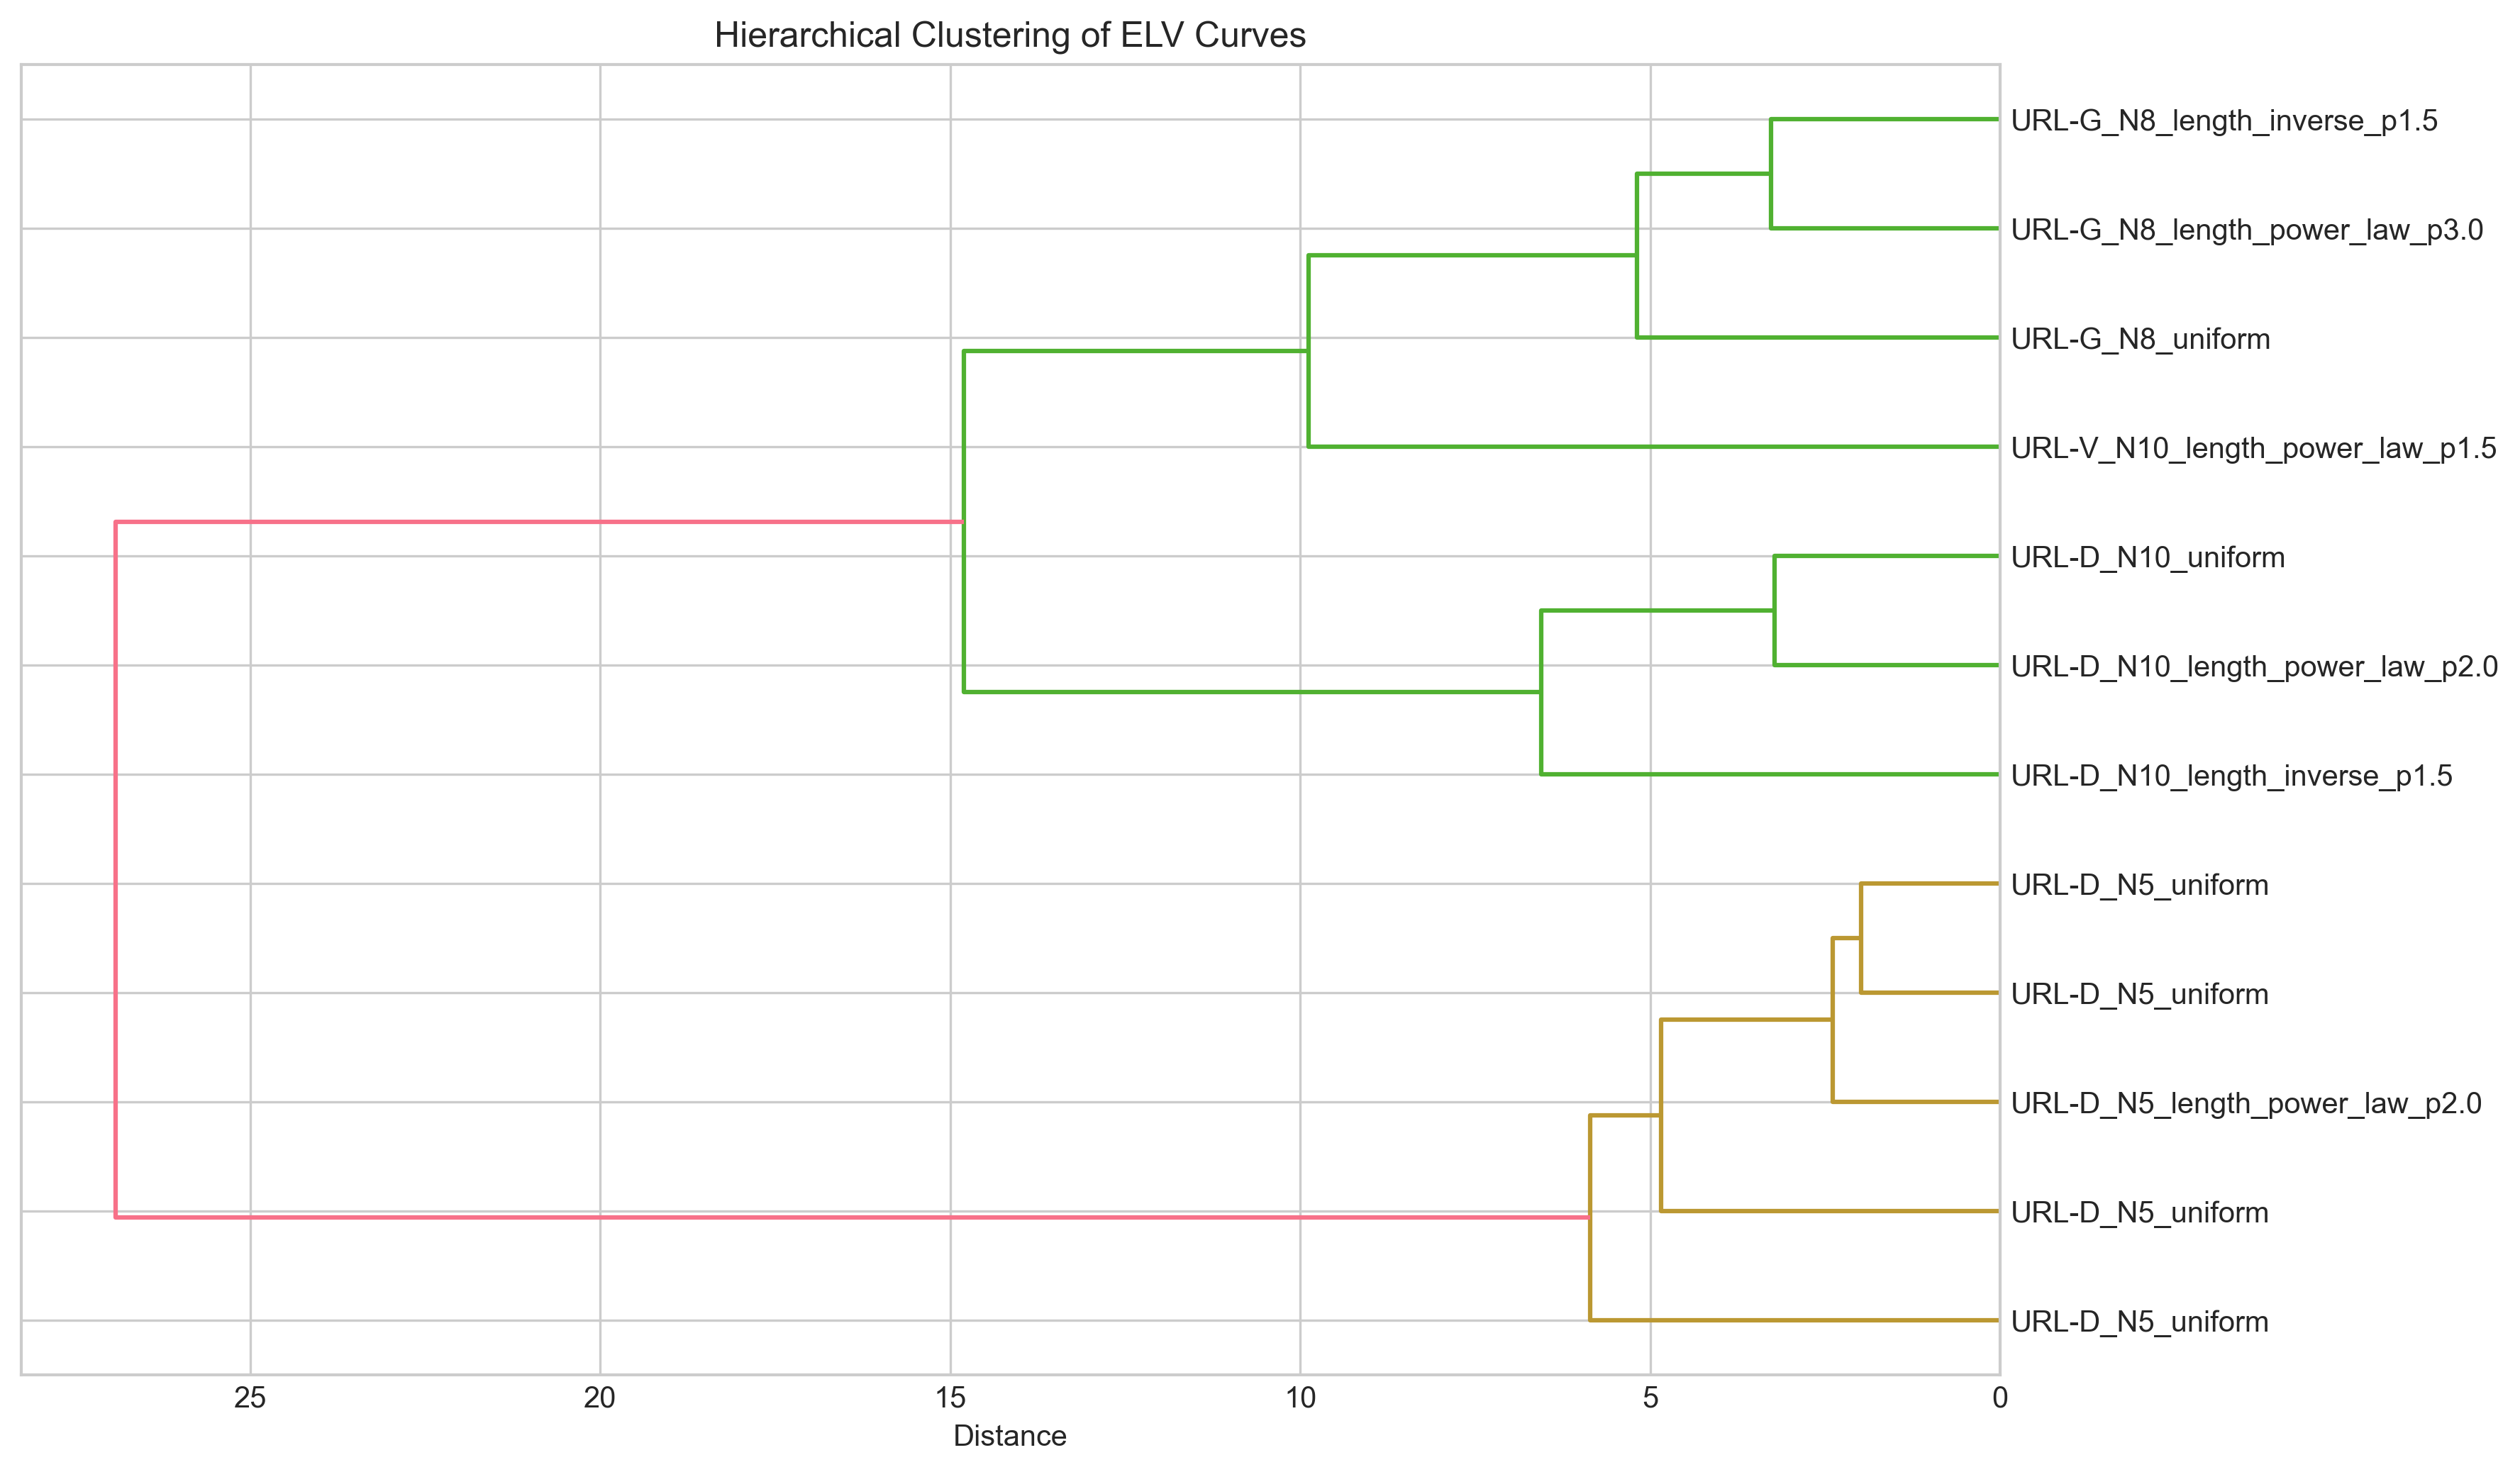 Hierarchical Clustering of ELV Curves
URL-G_N8_length_inverse_p1.5
URL-G_N8_length_power_law_p3.0
URL-G_N8_uniform
URL-V_N10_length_power_law_p1.5
URL-D_N10_uniform
URL-D_N10_length_power_law_p2.0
URL-D_N10_length_inverse_p1.5
URL-D_N5_uniform
URL-D_N5_uniform
URL-D_N5_length_power_law_p2.0
URL-D_N5_uniform
URL-D_N5_uniform
25 20 15 10 5 0
Distance